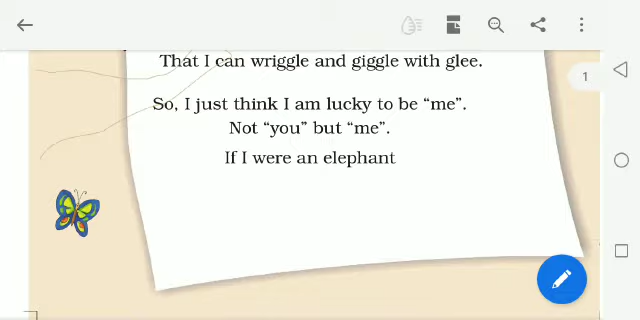 That I can wriggle and giggle with glee.
So, I just think I am lucky to be “me”.
Not “you” but “me”.
If I were an elephant
1